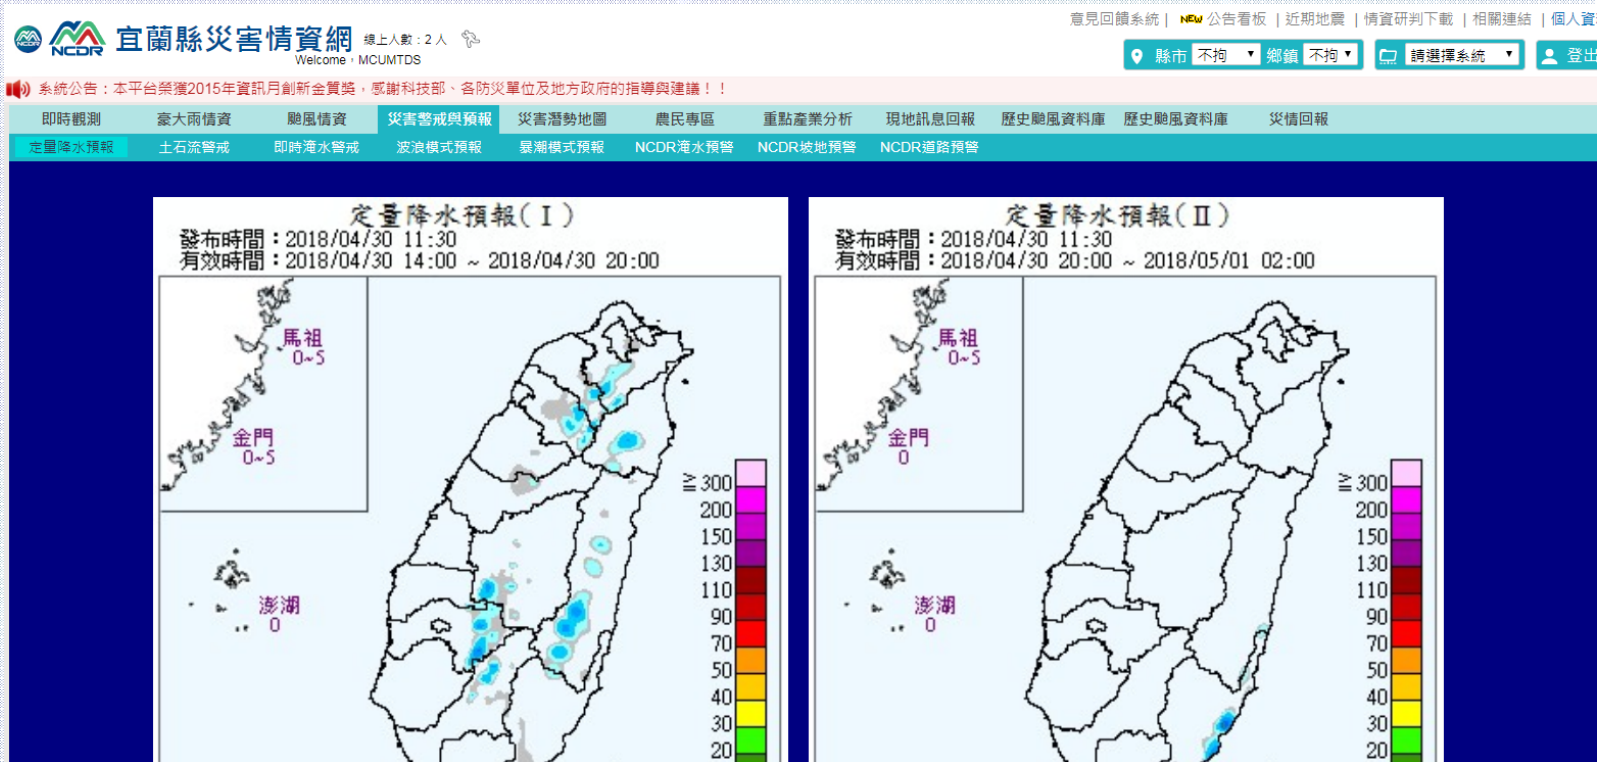 意見回饋系統 | NEW 公告看板 | 近期地震 | 情資研判下載 | 相關連結 | 個人資
NCDR NCDR 宜蘭縣災害情資網 線上人數：2 人
Welcome，MCUMTDS
縣市 不拘 鄉鎮 不拘 請選擇系統 登出
系統公告：本平台榮獲2015年資訊月創新金質獎，感謝科技部、各防災單位及地方政府的指導與建議！！
即時觀測 豪大雨情資 颱風情資 災害警戒與預報 災害潛勢地圖 農民專區 重點產業分析 現地訊息回報 歷史颱風資料庫 歷史颱風資料庫 災情回報
定量降水預報 土石流警戒 即時淹水警戒 波浪模式預報 暴潮模式預報 NCDR淹水預警 NCDR坡地預警 NCDR道路預警
定量降水預報(Ⅰ)
發布時間：2018/04/30 11:30
有效時間：2018/04/30 14:00 ~ 2018/04/30 20:00
馬祖
0~5
金門
0~5
澎湖
0
≧300
200
150
130
110
90
70
50
40
30
20
定量降水預報(Ⅱ)
發布時間：2018/04/30 11:30
有效時間：2018/04/30 20:00 ~ 2018/05/01 02:00
馬祖
0~5
金門
0
澎湖
0
≧300
200
150
130
110
90
70
50
40
30
20